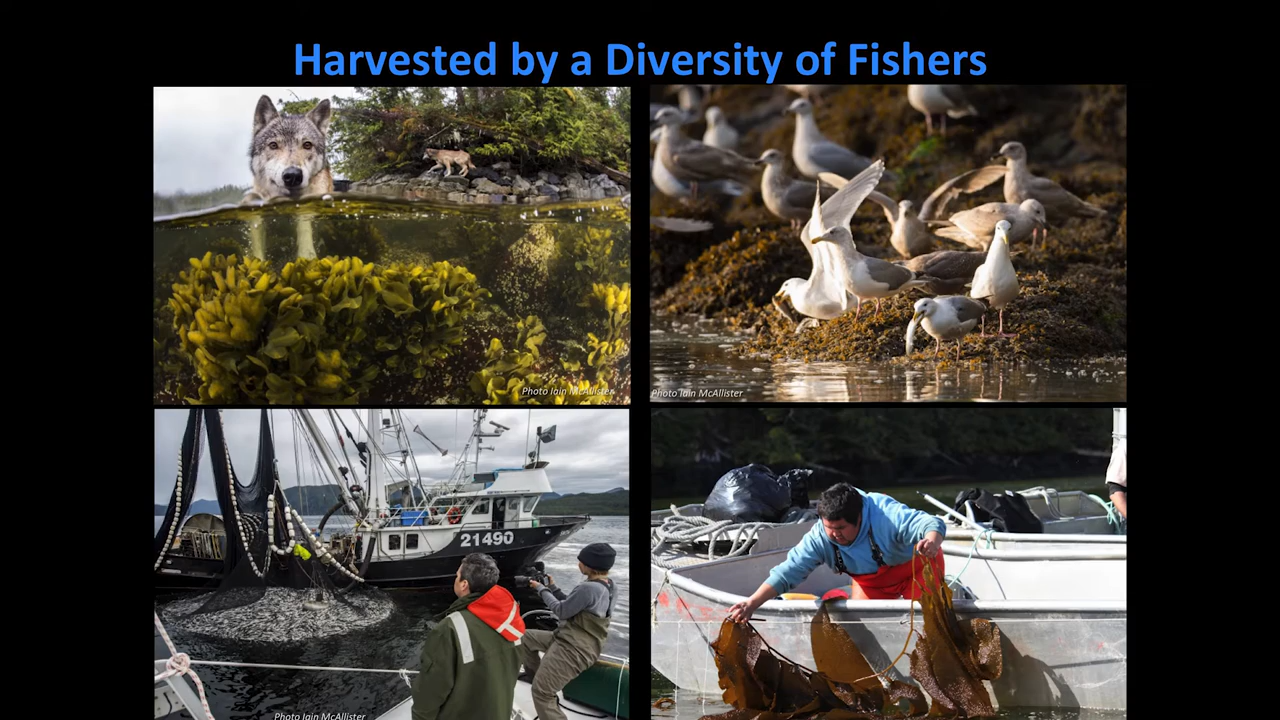 Harvested by a Diversity of Fishers
Photo Iain McAllister
Photo Iain McAllister
21490
Photo Iain McAllister